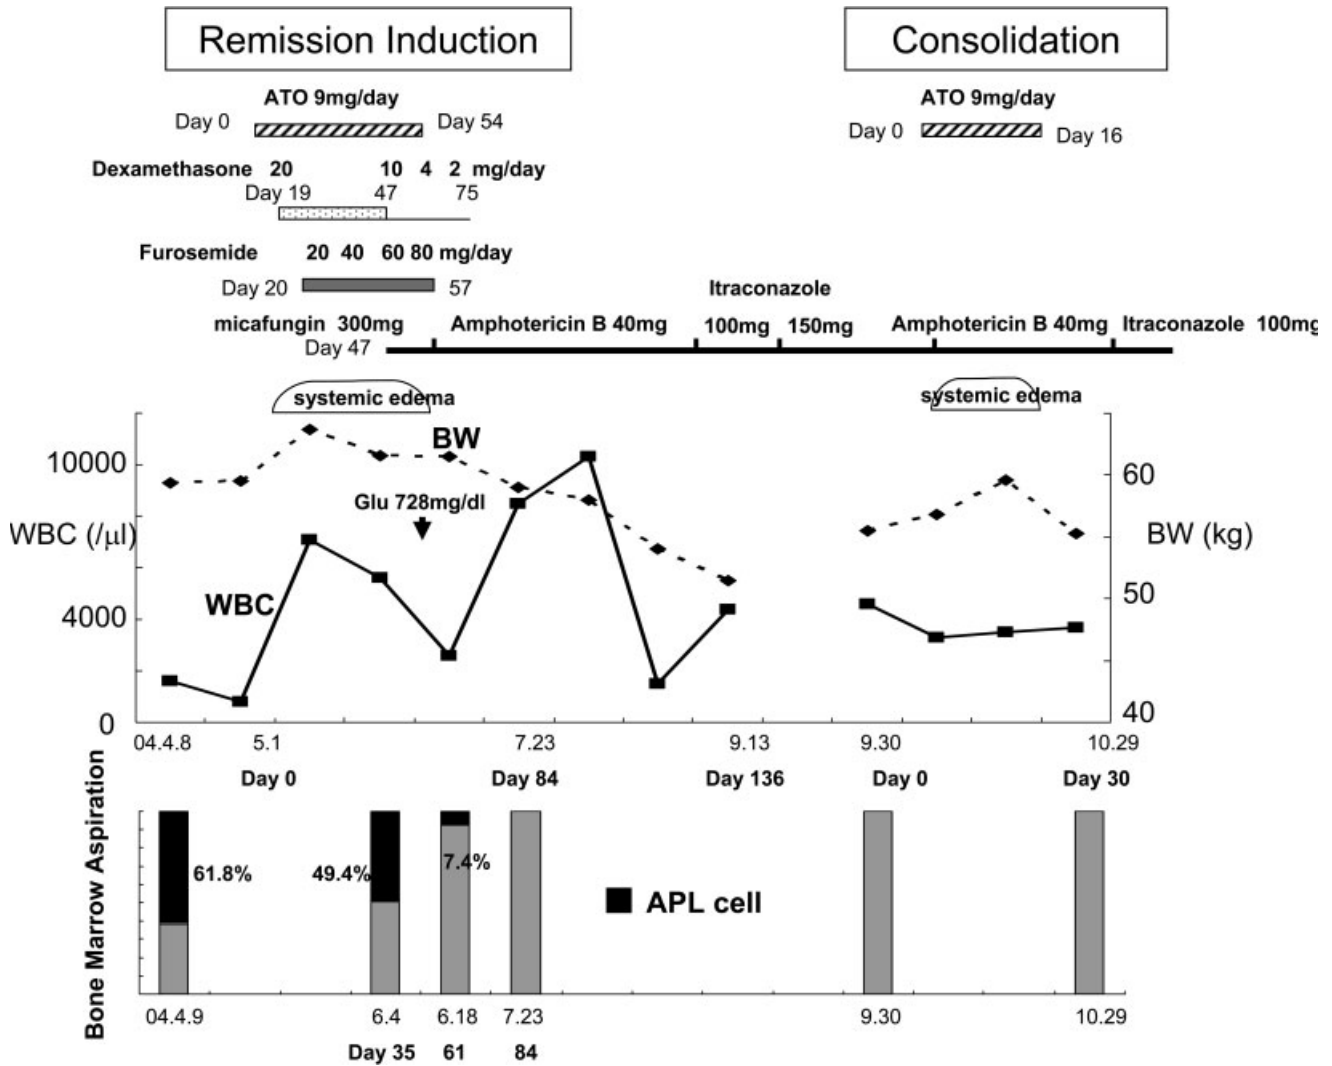 Remission Induction
Consolidation
ATO 9mg/day
ATO 9mg/day
Day 0
Day 54
Day 0
Day 16
Dexamethasone 20 10 4 2 mg/day
Day 19 47 75
Furosemide 20 40 60 80 mg/day
Day 20 57
Itraconazole
micafungin 300mg
Amphotericin B 40mg
100mg 150mg
Amphotericin B 40mg
Itraconazole 100mg
Day 47
systemic edema
systemic edema
BW
10000
60
Glu 728mg/dl
WBC (/μl)
BW (kg)
WBC
4000
50
0
40
04.4.8 5.1 7.23 9.13 9.30 10.29
Day 0 Day 84 Day 136 Day 0 Day 30
Bone Marrow Aspiration
61.8%
49.4%
7.4%
APL cell
04.4.9 6.4 6.18 7.23 9.30 10.29
Day 35 61 84